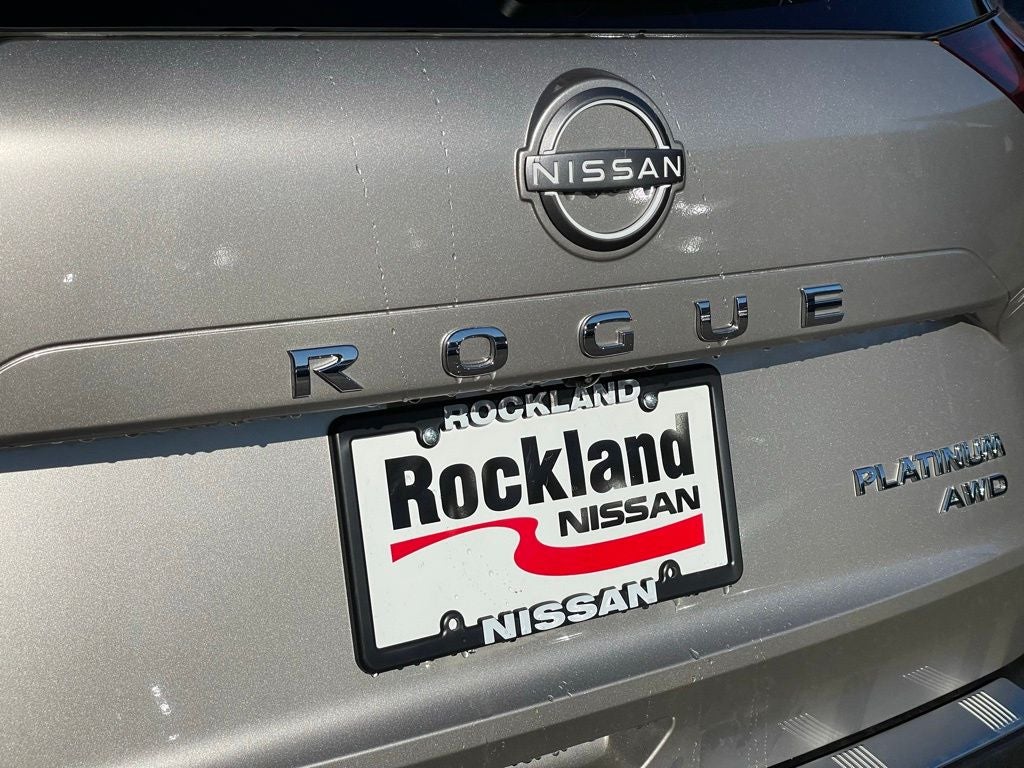 NISSAN
ROGUE
ROCKLAND
Rockland
NISSAN
NISSAN
PLATINUM
AWD